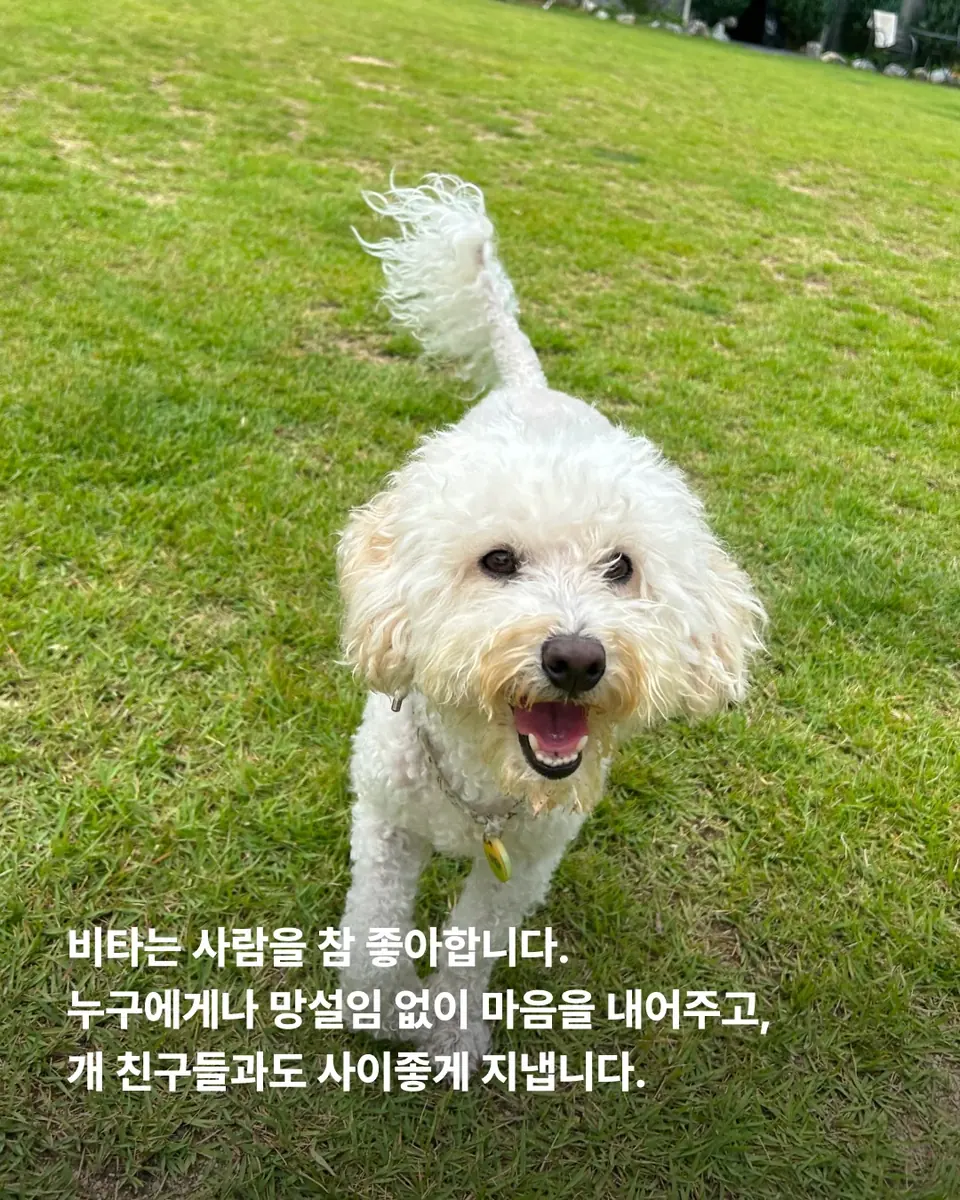 비타는 사람을 참 좋아합니다.
누구에게나 망설임 없이 마음을 내어주고,
개 친구들과도 사이좋게 지냅니다.